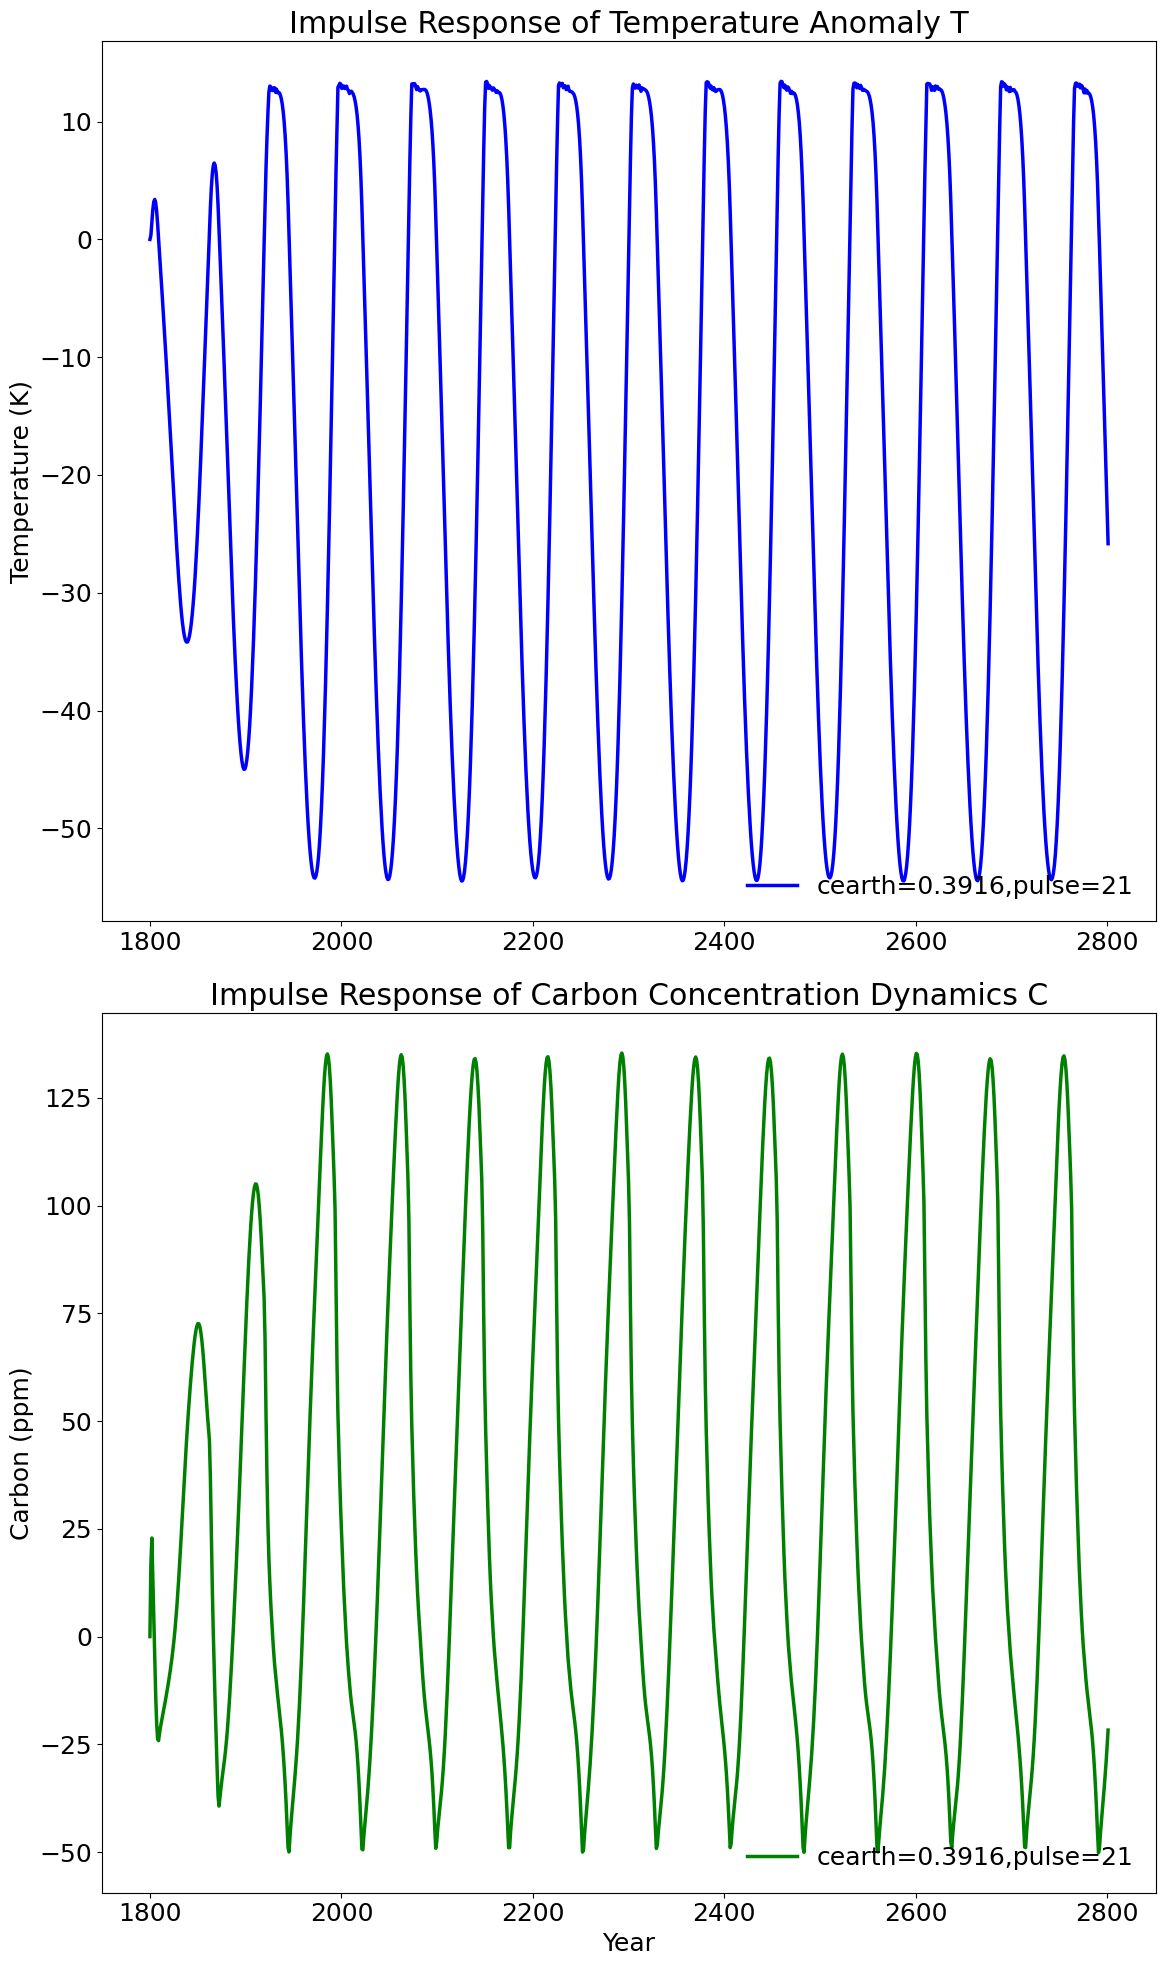 Impulse Response of Temperature Anomaly T
Temperature (K)
10
0
−10
−20
−30
−40
−50
cearth=0.3916,pulse=21
1800 2000 2200 2400 2600 2800
Impulse Response of Carbon Concentration Dynamics C
Carbon (ppm)
125
100
75
50
25
0
−25
−50
cearth=0.3916,pulse=21
1800 2000 2200 2400 2600 2800
Year